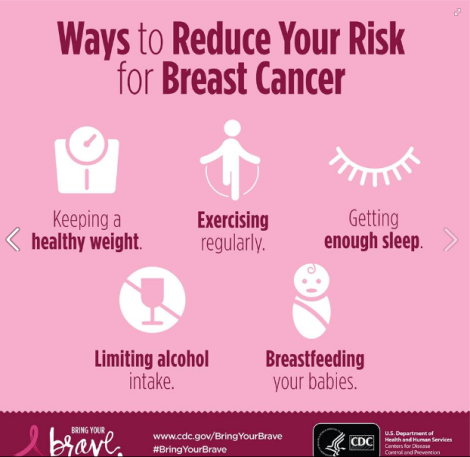 Ways to Reduce Your Risk
for Breast Cancer
Keeping a
healthy weight.
Exercising
regularly.
Getting
enough sleep.
Limiting alcohol
intake.
Breastfeeding
your babies.
BRING YOUR
brave.
www.cdc.gov/BringYourBrave
#BringYourBrave
CDC
U.S. Department of
Health and Human Services
Centers for Disease
Control and Prevention